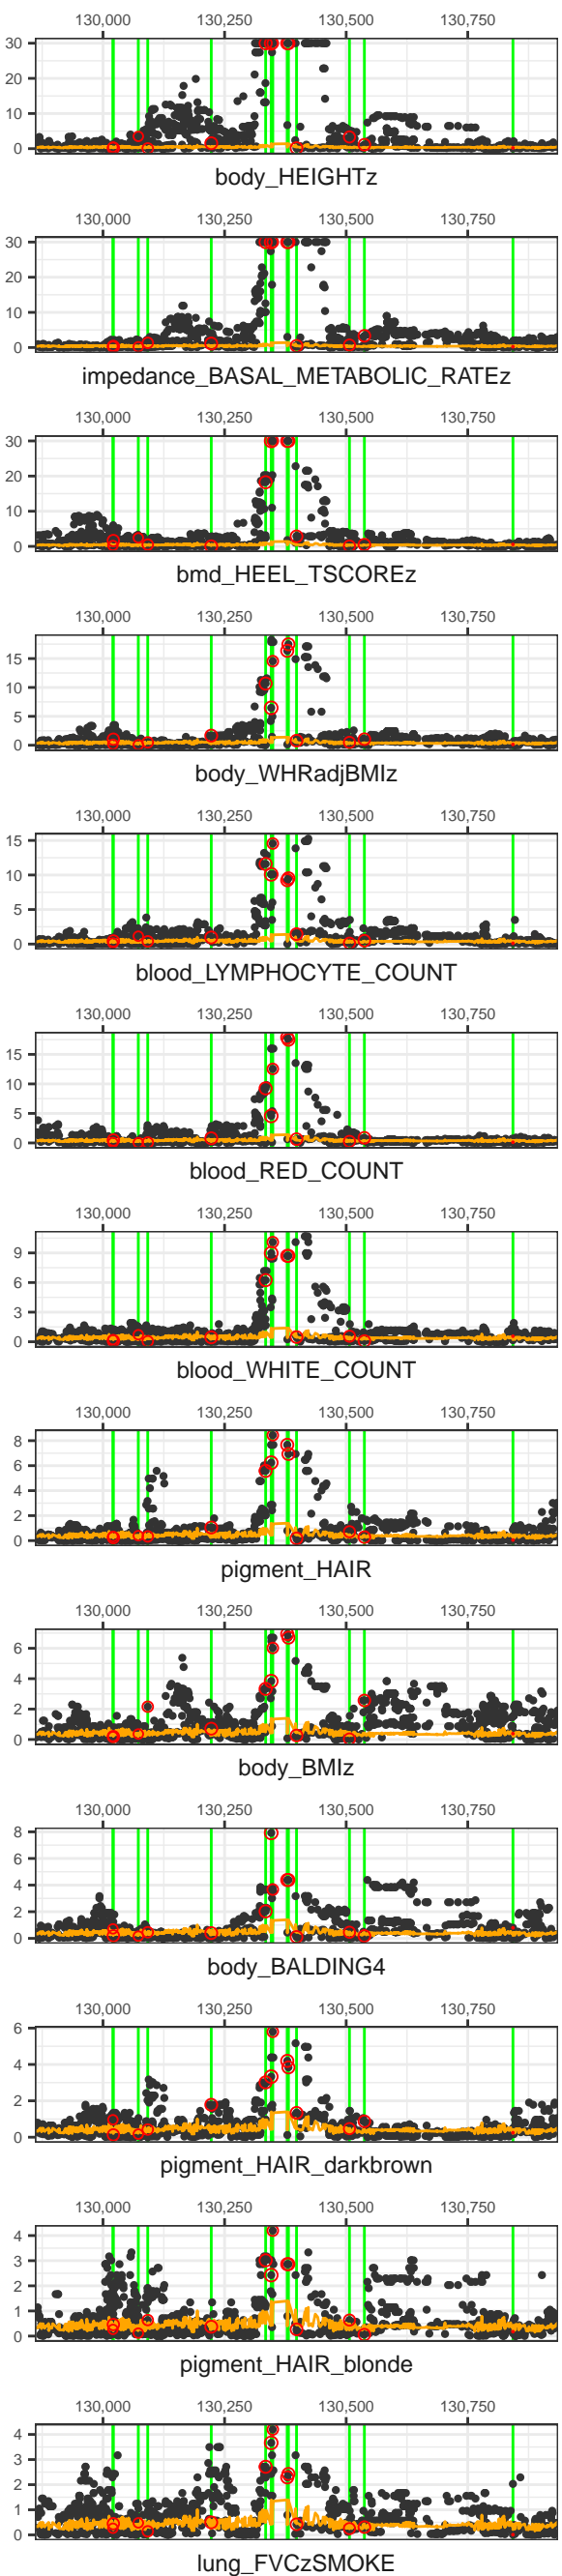 130,000 130,250 130,500 130,750
30
20
10
0
body_HEIGHTz
130,000 130,250 130,500 130,750
30
20
10
0
impedance_BASAL_METABOLIC_RATEz
130,000 130,250 130,500 130,750
30
20
10
0
bmd_HEEL_TSCOREz
130,000 130,250 130,500 130,750
15
10
5
0
body_WHRadjBMIz
130,000 130,250 130,500 130,750
15
10
5
0
blood_LYMPHOCYTE_COUNT
130,000 130,250 130,500 130,750
15
10
5
0
blood_RED_COUNT
130,000 130,250 130,500 130,750
9
6
3
0
blood_WHITE_COUNT
130,000 130,250 130,500 130,750
8
6
4
2
0
pigment_HAIR
130,000 130,250 130,500 130,750
6
4
2
0
body_BMIz
130,000 130,250 130,500 130,750
8
6
4
2
0
body_BALDING4
130,000 130,250 130,500 130,750
6
4
2
0
pigment_HAIR_darkbrown
130,000 130,250 130,500 130,750
4
3
2
1
0
pigment_HAIR_blonde
130,000 130,250 130,500 130,750
4
3
2
1
0
lung_FVCzSMOKE